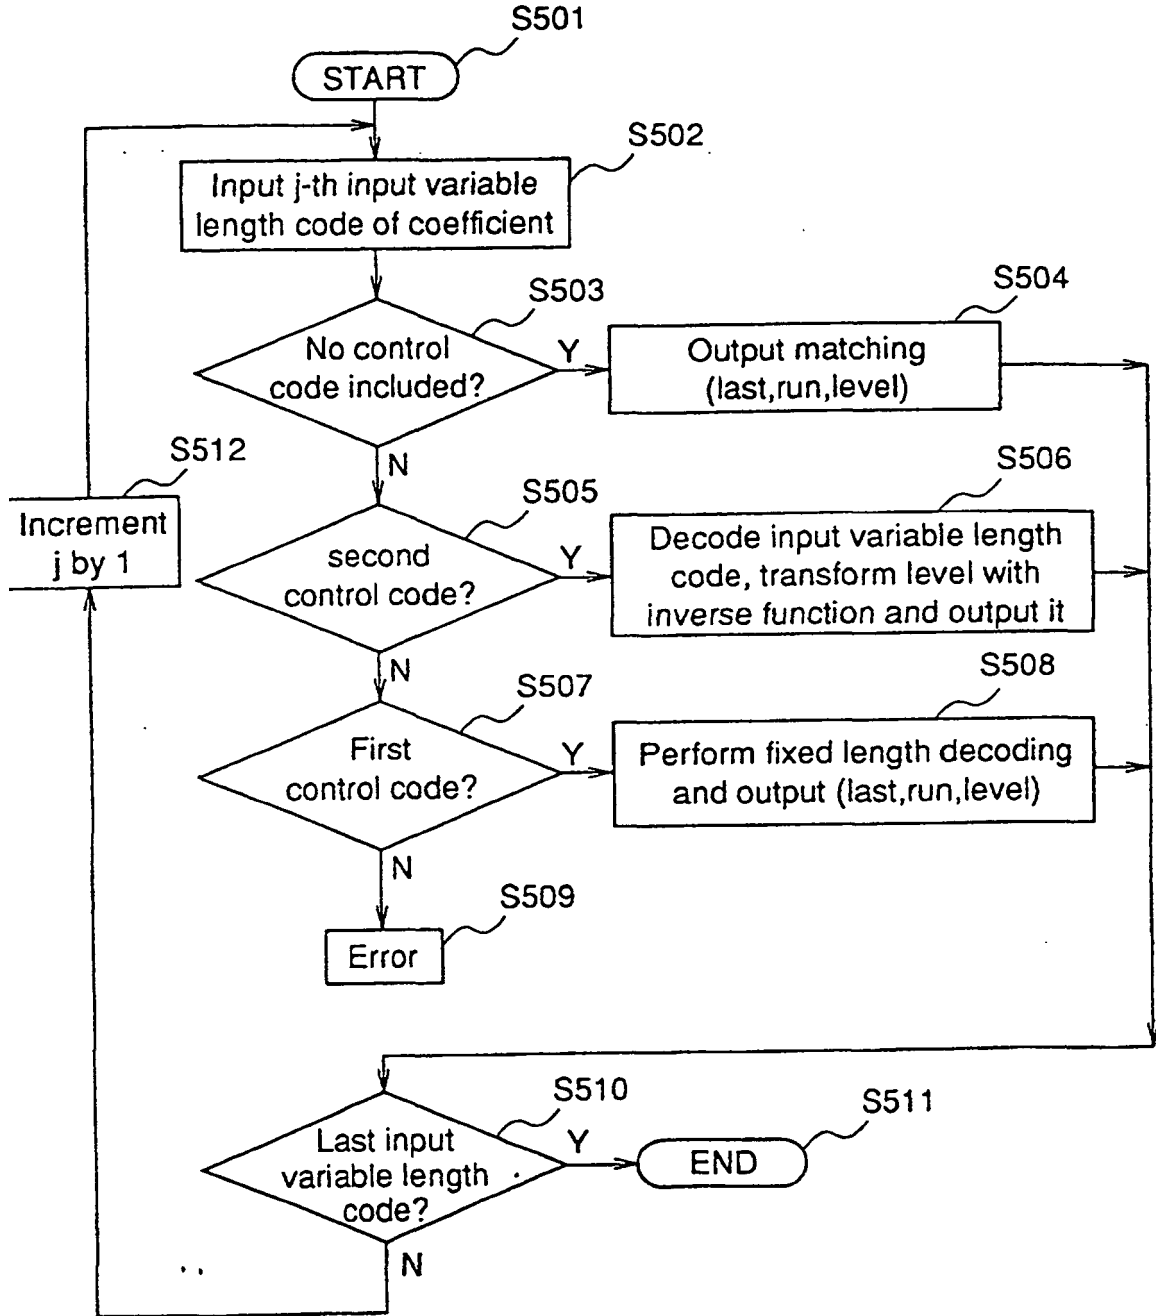 S501
START
S502
Input j-th input variable
length code of coefficient
S503
No control
code included?
Y
N
S504
Output matching
(last,run,level)
S512
Increment
j by 1
S505
second
control code?
Y
N
S506
Decode input variable length
code, transform level with
inverse function and output it
S507
First
control code?
Y
N
S508
Perform fixed length decoding
and output (last,run,level)
S509
Error
S510
Last input
variable length
code?
Y
N
S511
END